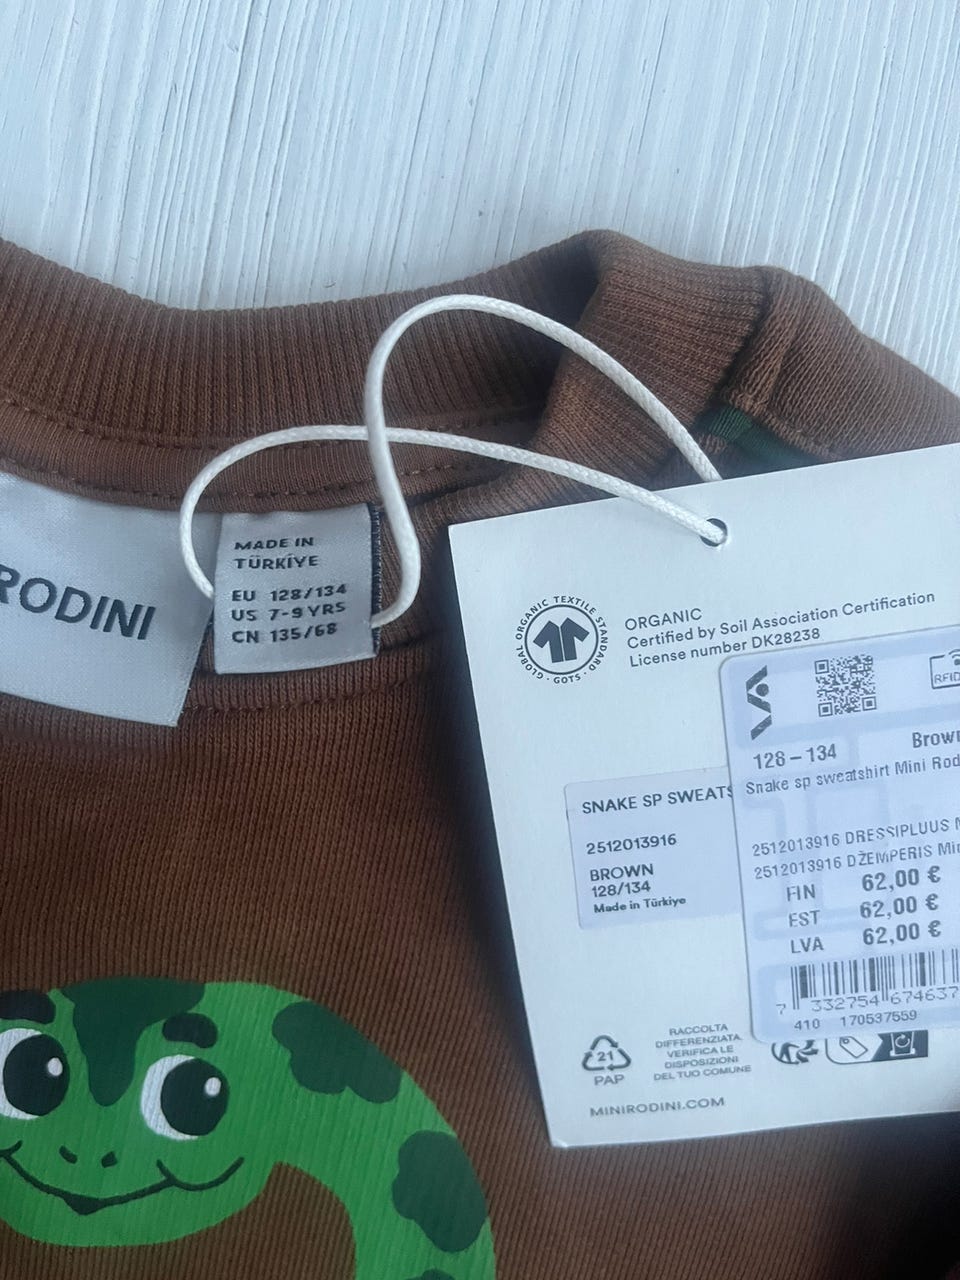 RODINI
MADE IN
TÜRKİYE
EU 128/134
US 7-9 YRS
CN 135/68
GLOBAL ORGANIC TEXTILE STANDARD · GOTS ·
ORGANIC
Certified by Soil Association Certification
License number DK28238
RFID
128-134 Brown
Snake sp sweatshirt Mini Rod
SNAKE SP SWEATS
2512013916
BROWN
128/134
Made in Türkiye
2512013916 DRESSIPLUUS M
2512013916 DŽEMPERIS Min
FIN 62,00 €
EST 62,00 €
LVA 62,00 €
7 332754 674637
410 170537559
21
PAP
RACCOLTA
DIFFERENZIATA.
VERIFICA LE
DISPOSIZIONI
DEL TUO COMUNE
MINIRODINI.COM